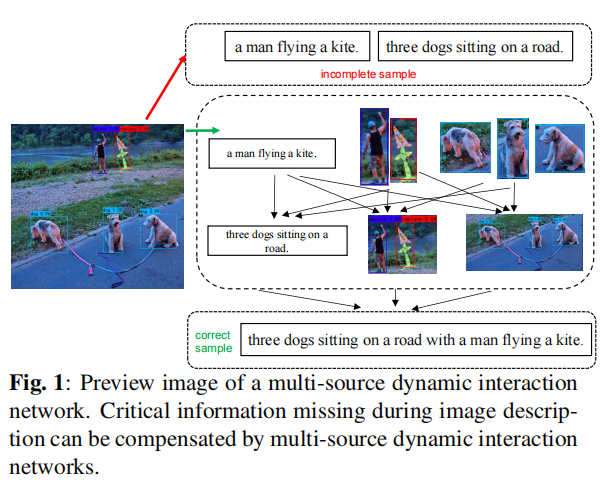 a man flying a kite. three dogs sitting on a road.
incomplete sample
a man flying a kite.
three dogs sitting on a
road.
correct
sample
three dogs sitting on a road with a man flying a kite.
Fig. 1: Preview image of a multi-source dynamic interaction
network. Critical information missing during image descrip-
tion can be compensated by multi-source dynamic interaction
networks.